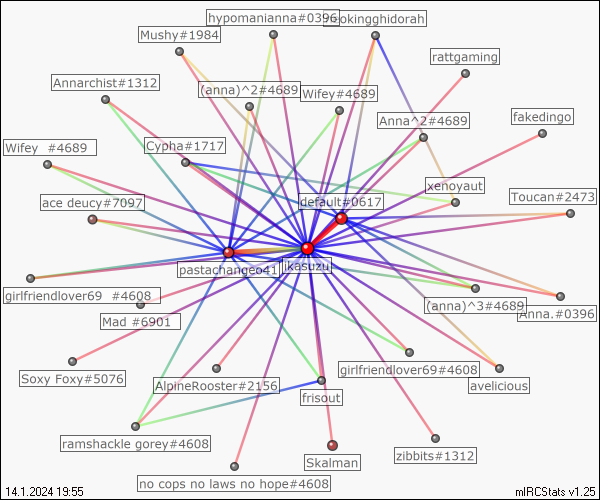 hypomanianna#0396
ookingghidorah
Mushy#1984
rattgaming
Annarchist#1312
(anna)^2#4689
Wifey#4689
Anna^2#4689
fakedingo
Wifey  #4689
Cypha#1717
xenoyaut
Toucan#2473
ace deucy#7097
default#0617
pastachangeo41
ikasuzu
girlfriendlover69  #4608
(anna)^3#4689
Anna.#0396
Mad #6901
girlfriendlover69#4608
Soxy Foxy#5076
AlpineRooster#2156
avelicious
frisout
ramshackle gorey#4608
Skalman
zibbits#1312
no cops no laws no hope#4608
14.1.2024 19:55
mIRCStats v1.25